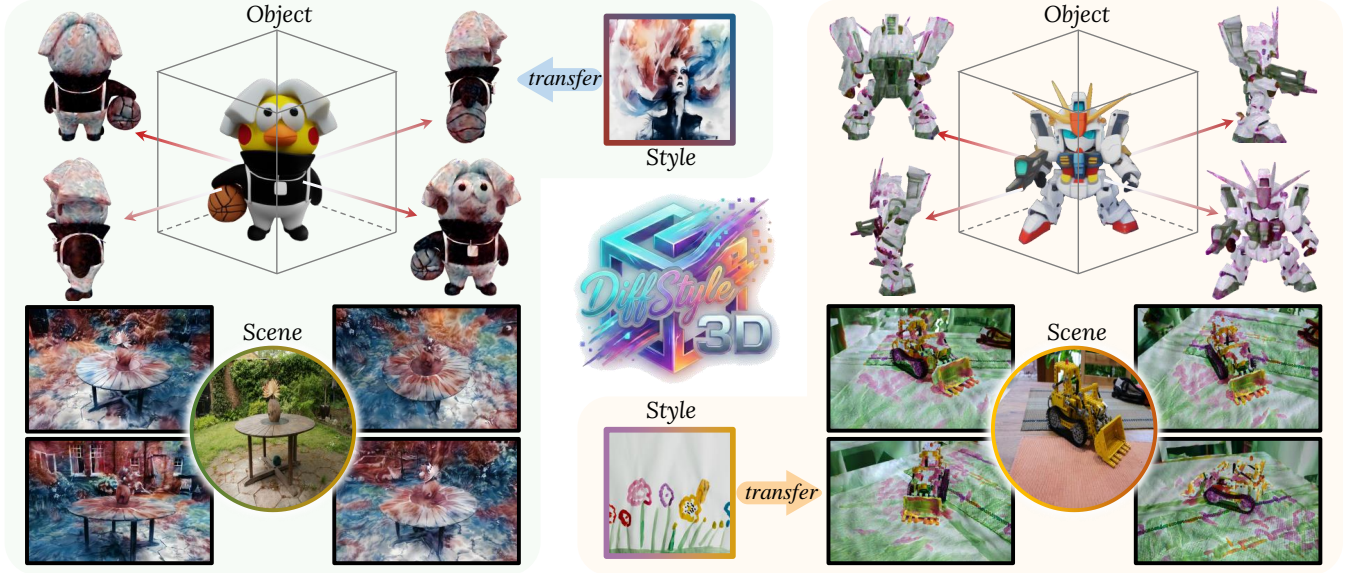 Object
transfer
Style
Object
Scene
DiffStyle
3D
Style
transfer
Scene